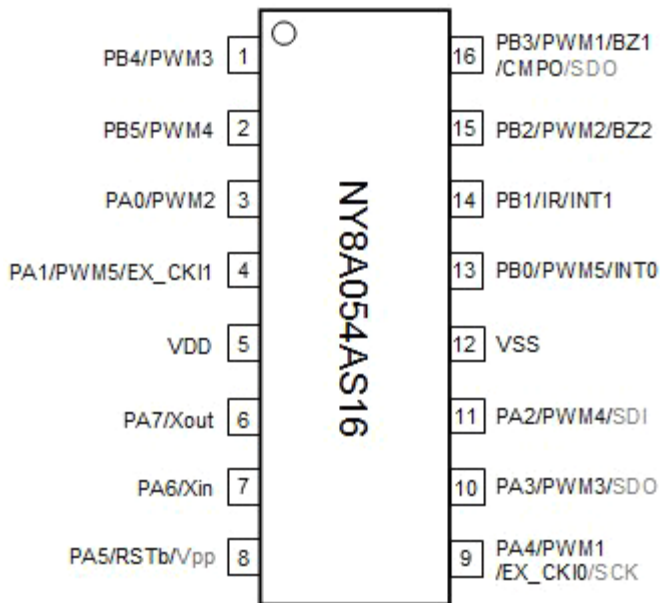 PB4/PWM3 1
16 PB3/PWM1/BZ1
/CMPO/SDO
PB5/PWM4 2
15 PB2/PWM2/BZ2
PA0/PWM2 3
14 PB1/IR/INT1
PA1/PWM5/EX_CKI1 4
13 PB0/PWM5/INT0
VDD 5
12 VSS
PA7/Xout 6
11 PA2/PWM4/SDI
PA6/Xin 7
10 PA3/PWM3/SDO
PA5/RSTb/Vpp 8
9 PA4/PWM1
/EX_CKI0/SCK
NY8A054AS16